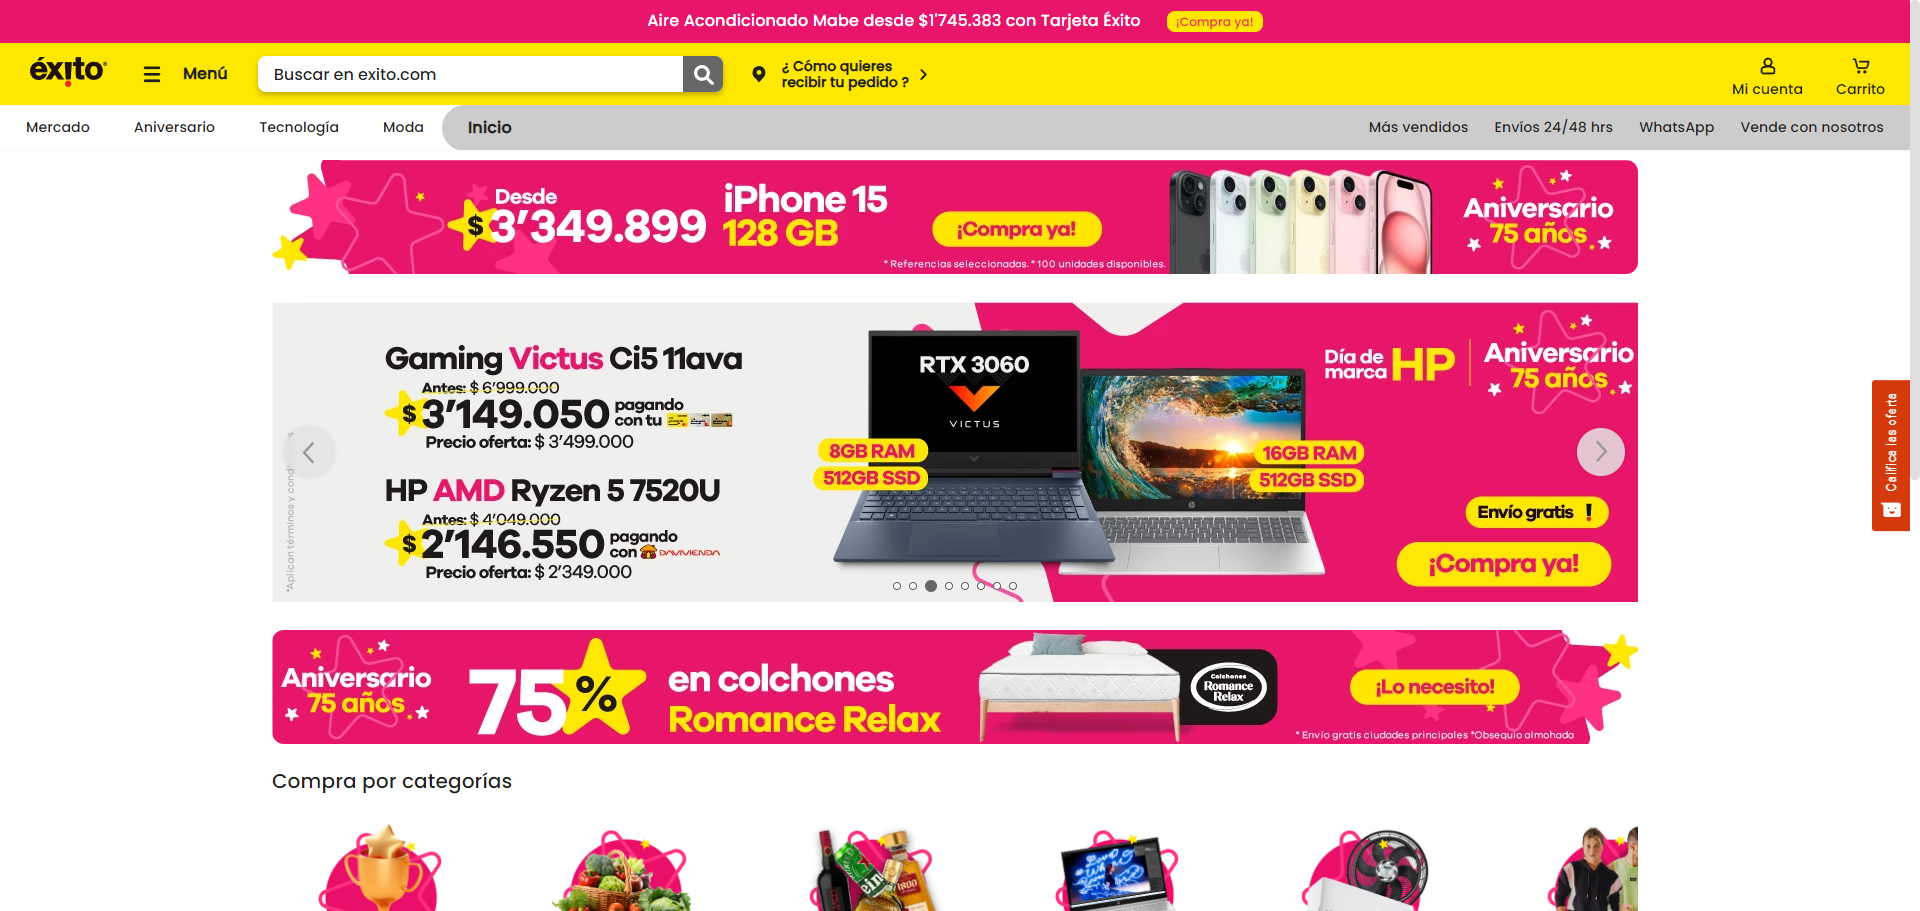 Aire Acondicionado Mabe desde $1'745.383 con Tarjeta Éxito
¡Compra ya!
éxito
Menú
Buscar en exito.com
¿ Cómo quieres
recibir tu pedido ?
Mi cuenta
Carrito
Mercado
Aniversario
Tecnología
Moda
Inicio
Más vendidos
Envíos 24/48 hrs
WhatsApp
Vende con nosotros
Desde
$3'349.899
iPhone 15
128 GB
¡Compra ya!
* Referencias seleccionadas. * 100 unidades disponibles.
Aniversario
75 años
Gaming Victus Ci5 11ava
Antes: $ 6'999.000
$ 3'149.050 pagando
con tu
Precio oferta: $ 3'499.000
HP AMD Ryzen 5 7520U
Antes: $ 4'049.000
$ 2'146.550 pagando
con DAVIVIENDA
Precio oferta: $ 2'349.000
*Aplican términos y condiciones
RTX 3060
VICTUS
8GB RAM
512GB SSD
16GB RAM
512GB SSD
Día de
marca HP
Aniversario
75 años
Envío gratis !
¡Compra ya!
Califica las oferta
Aniversario
75 años
75%
en colchones
Romance Relax
Colchones
Romance
Relax
¡Lo necesito!
* Envío gratis ciudades principales *Obsequio almohada
Compra por categorías